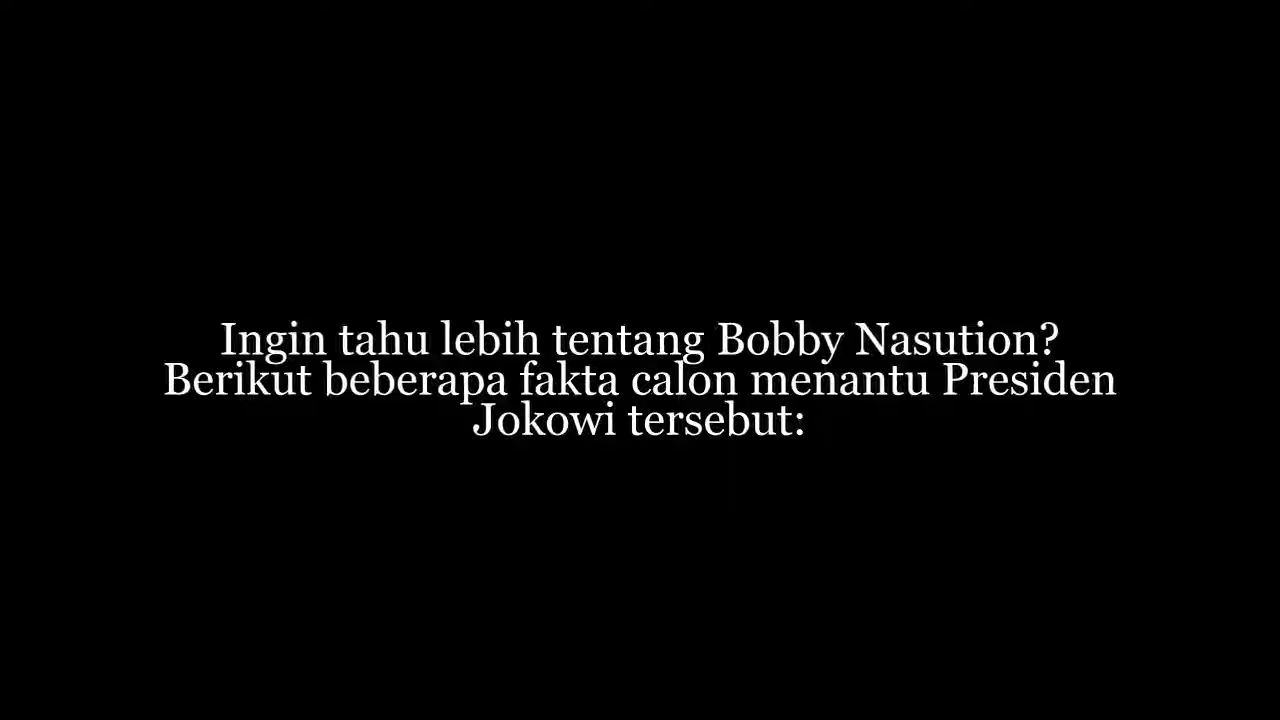 Ingin tahu lebih tentang Bobby Nasution?
Berikut beberapa fakta calon menantu Presiden
Jokowi tersebut: